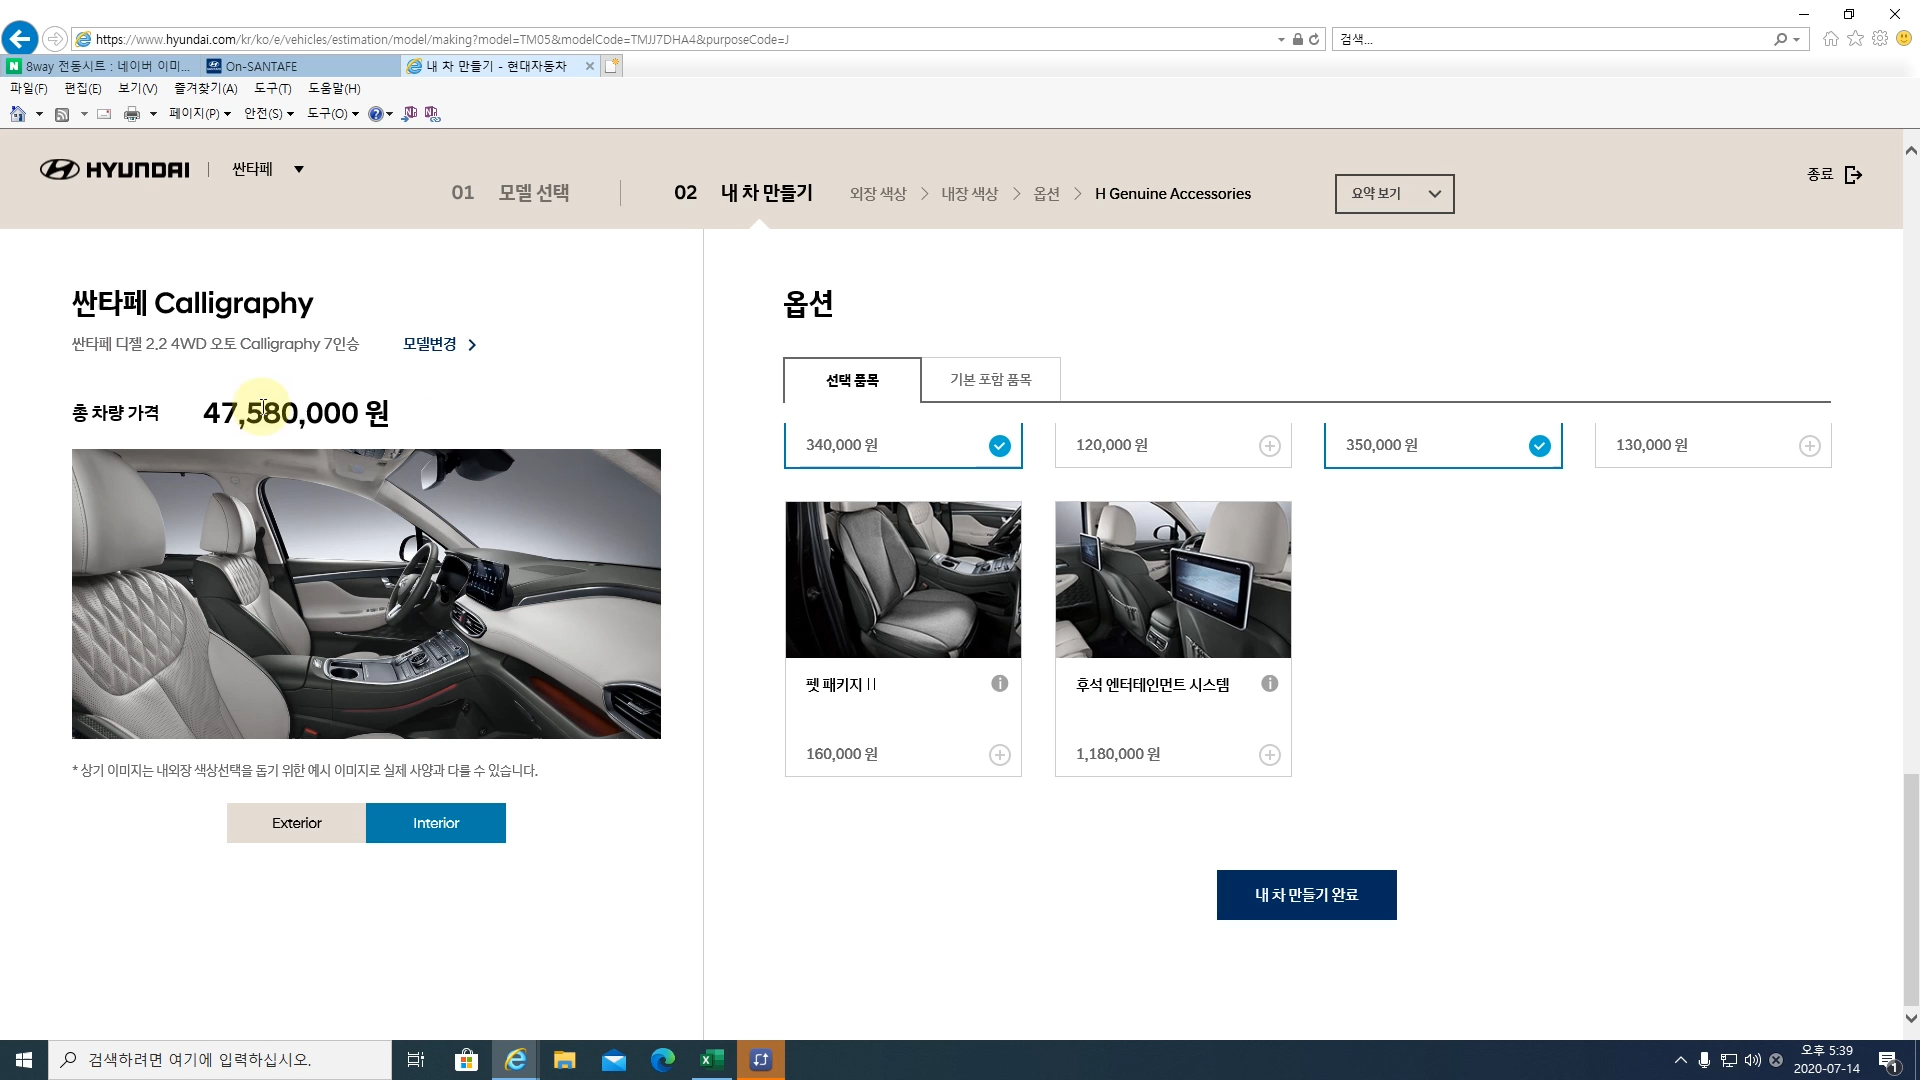 https://www.hyundai.com/kr/ko/e/vehicles/estimation/model/making?model=TM05&modelCode=TMJJ7DHA4&purposeCode=J
검색...
8way 전동시트 : 네이버 이미...
On-SANTAFE
내 차 만들기 - 현대자동차
파일(F) 편집(E) 보기(V) 즐겨찾기(A) 도구(T) 도움말(H)
페이지(P) 안전(S) 도구(O)
HYUNDAI
싼타페
01 모델 선택
02 내 차 만들기
외장 색상 > 내장 색상 > 옵션 > H Genuine Accessories
요약 보기
종료
싼타페 Calligraphy
싼타페 디젤 2.2 4WD 오토 Calligraphy 7인승
모델변경
총 차량 가격 47,580,000 원
* 상기 이미지는 내외장 색상선택을 돕기 위한 예시 이미지로 실제 사양과 다를 수 있습니다.
Exterior
Interior
옵션
선택 품목
기본 포함 품목
340,000 원
120,000 원
350,000 원
130,000 원
펫 패키지 II
160,000 원
후석 엔터테인먼트 시스템
1,180,000 원
내 차 만들기 완료
검색하려면 여기에 입력하십시오.
오후 5:39
2020-07-14
1